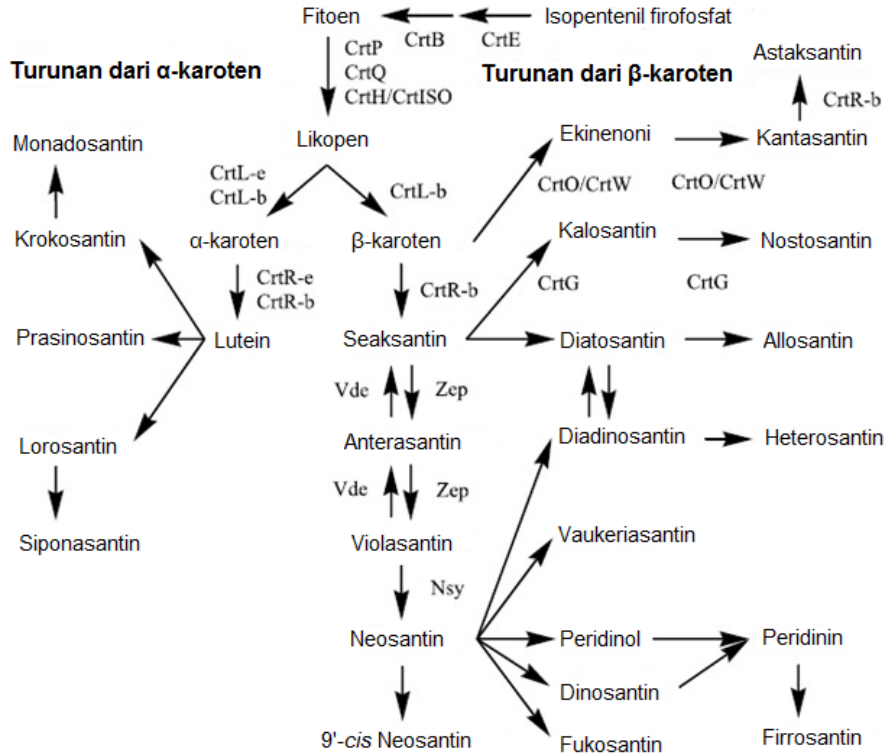 Fitoen
CrtB
CrtE
Isopentenil firofosfat
CrtP
CrtQ
CrtH/CrtISO
Turunan dari α-karoten
Turunan dari β-karoten
Astaksantin
CrtR-b
Monadosantin
Likopen
Ekinenoni
Kantasantin
CrtL-e
CrtL-b
CrtL-b
CrtO/CrtW
CrtO/CrtW
Krokosantin
α-karoten
β-karoten
Kalosantin
Nostosantin
CrtR-e
CrtR-b
CrtR-b
CrtG
CrtG
Prasinosantin
Lutein
Seaksantin
Diatosantin
Allosantin
Vde
Zep
Lorosantin
Anterasantin
Diadinosantin
Heterosantin
Vde
Zep
Siponasantin
Violasantin
Vaukeriasantin
Nsy
Neosantin
Peridinol
Peridinin
Dinosantin
9'-cis Neosantin
Fukosantin
Firrosantin